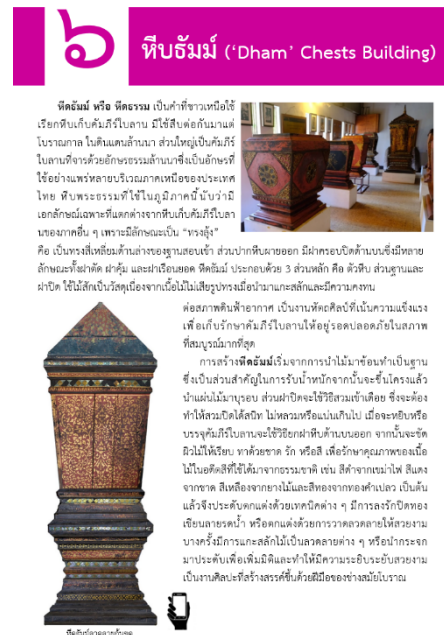 ๖
หีบธัมม์ ('Dham' Chests Building)
หีดธัมม์ หรือ หีดธรรม เป็นคำที่ชาวเหนือใช้
เรียกหีบเก็บคัมภีร์ใบลาน มีใช้สืบต่อกันมาแต่
โบราณกาล ในดินแดนล้านนา ส่วนใหญ่เป็นคัมภีร์
ใบลานที่จารด้วยอักษรธรรมล้านนาซึ่งเป็นอักษรที่
ใช้อย่างแพร่หลายบริเวณภาคเหนือของประเทศ
ไทย หีบพระธรรมที่ใช้ในภูมิภาคนี้นับว่ามี
เอกลักษณ์เฉพาะที่แตกต่างจากหีบเก็บคัมภีร์ใบลา
นของภาคอื่น ๆ เพราะมีลักษณะเป็น "ทรงลุ้ง"
คือ เป็นทรงสี่เหลี่ยมด้านล่างของฐานสอบเข้า ส่วนปากหีบผายออก มีฝาครอบปิดด้านบนซึ่งมีหลาย
ลักษณะทั้งฝาตัด ฝาคุ้ม และฝาเรือนยอด หีดธัมม์ ประกอบด้วย 3 ส่วนหลัก คือ ตัวหีบ ส่วนฐานและ
ฝาปิด ใช้ไม้สักเป็นวัสดุเนื่องจากเนื้อไม้ไม่เสียรูปทรงเมื่อนำมาแกะสลักและมีความคงทน
ต่อสภาพดินฟ้าอากาศ เป็นงานหัตถศิลป์ที่เน้นความแข็งแรง
เพื่อเก็บรักษาคัมภีร์ใบลานให้อยู่รอดปลอดภัยในสภาพ
ที่สมบูรณ์มากที่สุด
การสร้างหีดธัมม์เริ่มจากการนำไม้มาซ้อนทำเป็นฐาน
ซึ่งเป็นส่วนสำคัญในการรับน้ำหนักจากนั้นจะขึ้นโครงแล้ว
นำแผ่นไม้มาบุรอบ ส่วนฝาปิดจะใช้วิธีสวมเข้าเดือย ซึ่งจะต้อง
ทำให้สวมปิดได้สนิท ไม่หลวมหรือแน่นเกินไป เมื่อจะหยิบหรือ
บรรจุคัมภีร์ใบลานจะใช้วิธียกฝาหีบด้านบนออก จากนั้นจะขัด
ผิวไม้ให้เรียบ ทาด้วยชาด รัก หรือสี เพื่อรักษาคุณภาพของเนื้อ
ไม้ในอดีตสีที่ใช้ได้มาจากธรรมชาติ เช่น สีดำจากเขม่าไฟ สีแดง
จากชาด สีเหลืองจากยางไม้และสีทองจากทองคำเปลว เป็นต้น
แล้วจึงประดับตกแต่งด้วยเทคนิคต่าง ๆ มีการลงรักปิดทอง
เขียนลายรดน้ำ หรือตกแต่งด้วยการวาดลวดลายให้สวยงาม
บางครั้งมีการแกะสลักไม้เป็นลวดลายต่าง ๆ หรือนำกระจก
มาประดับเพื่อเพิ่มมิติและทำให้มีความระยิบระยับสวยงาม
เป็นงานศิลปะที่สร้างสรรค์ขึ้นด้วยฝีมือของช่างสมัยโบราณ